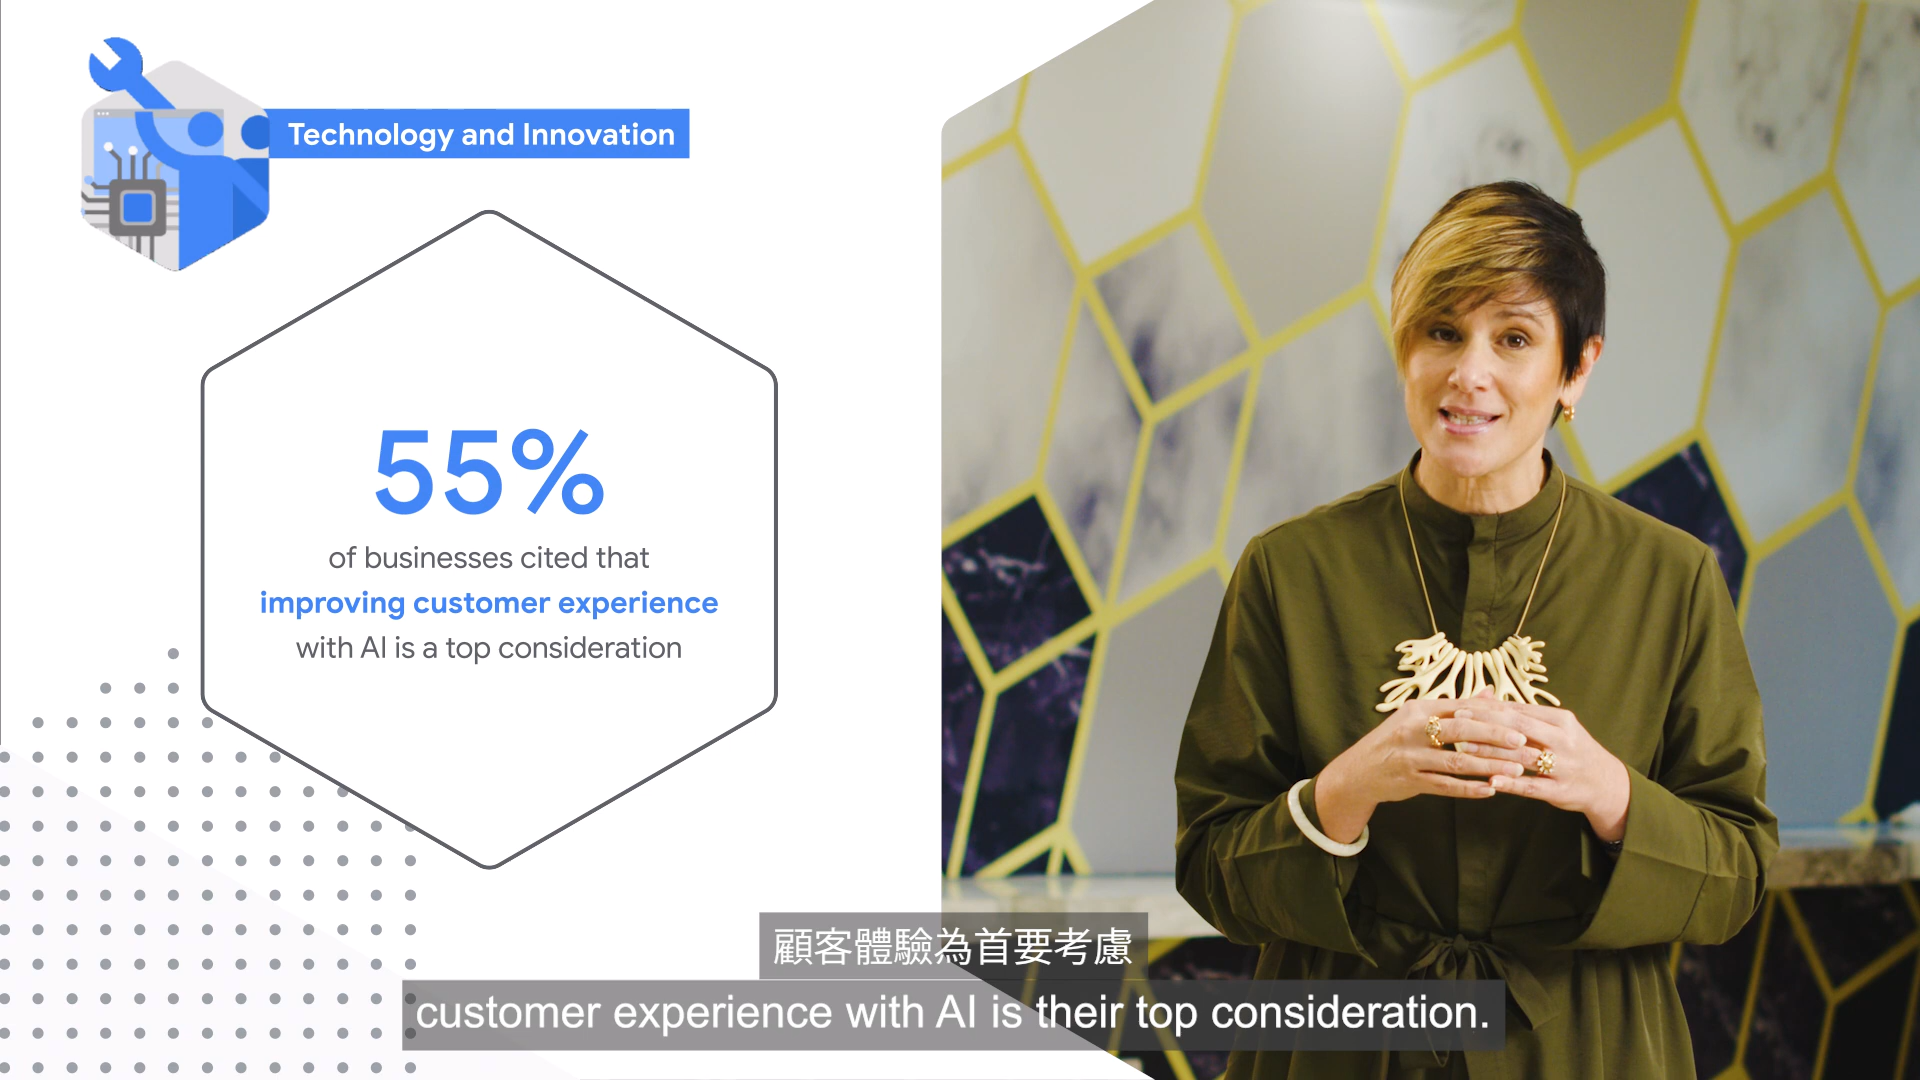 Technology and Innovation
55%
of businesses cited that
improving customer experience
with AI is a top consideration
顧客體驗為首要考慮
customer experience with AI is their top consideration.